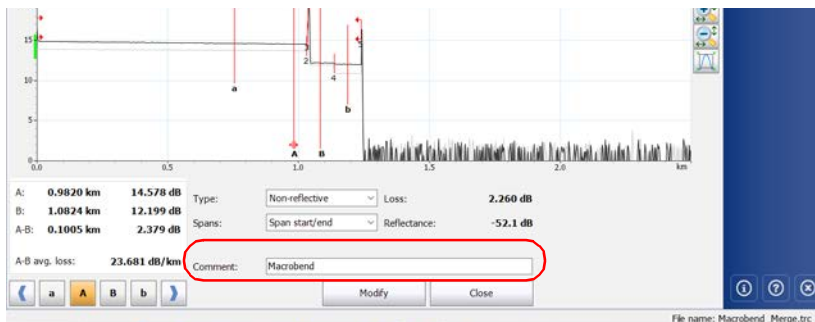 15
10
5
0.0
0.0 0.5 1.0 1.5 2.0 km
a
A
B
b
2
4
A: 0.9820 km 14.578 dB
B: 1.0824 km 12.199 dB
A-B: 0.1005 km 2.379 dB
A-B avg. loss: 23.681 dB/km
Type: Non-reflective Loss: 2.260 dB
Spans: Span start/end Reflectance: -52.1 dB
Comment: Macrobend
a A B b Modify Close
File name: Macrobend_Merge.trc